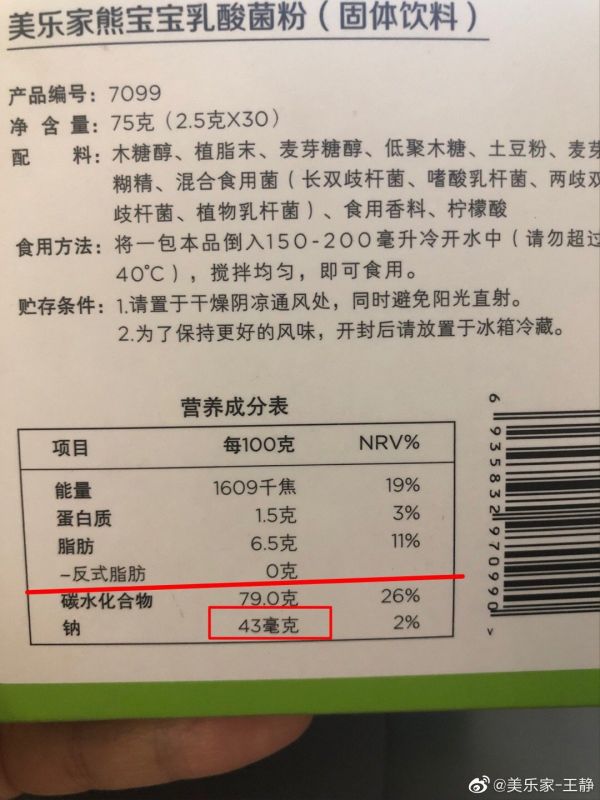 美乐家熊宝宝乳酸菌粉（固体饮料）
产品编号：7099
净含量：75克（2.5克X30）
配料：木糖醇、植脂末、麦芽糖醇、低聚木糖、土豆粉、麦芽
糊精、混合食用菌（长双歧杆菌、嗜酸乳杆菌、两歧双
歧杆菌、植物乳杆菌）、食用香料、柠檬酸
食用方法：将一包本品倒入150-200毫升冷开水中（请勿超过
40℃），搅拌均匀，即可食用。
贮存条件：1.请置于干燥阴凉通风处，同时避免阳光直射。
2.为了保持更好的风味，开封后请放置于冰箱冷藏。
营养成分表
项目 每100克 NRV%
能量 1609千焦 19%
蛋白质 1.5克 3%
脂肪 6.5克 11%
-反式脂肪 0克
碳水化合物 79.0克 26%
钠 43毫克 2%
6 935832 970990 >
@美乐家-王静